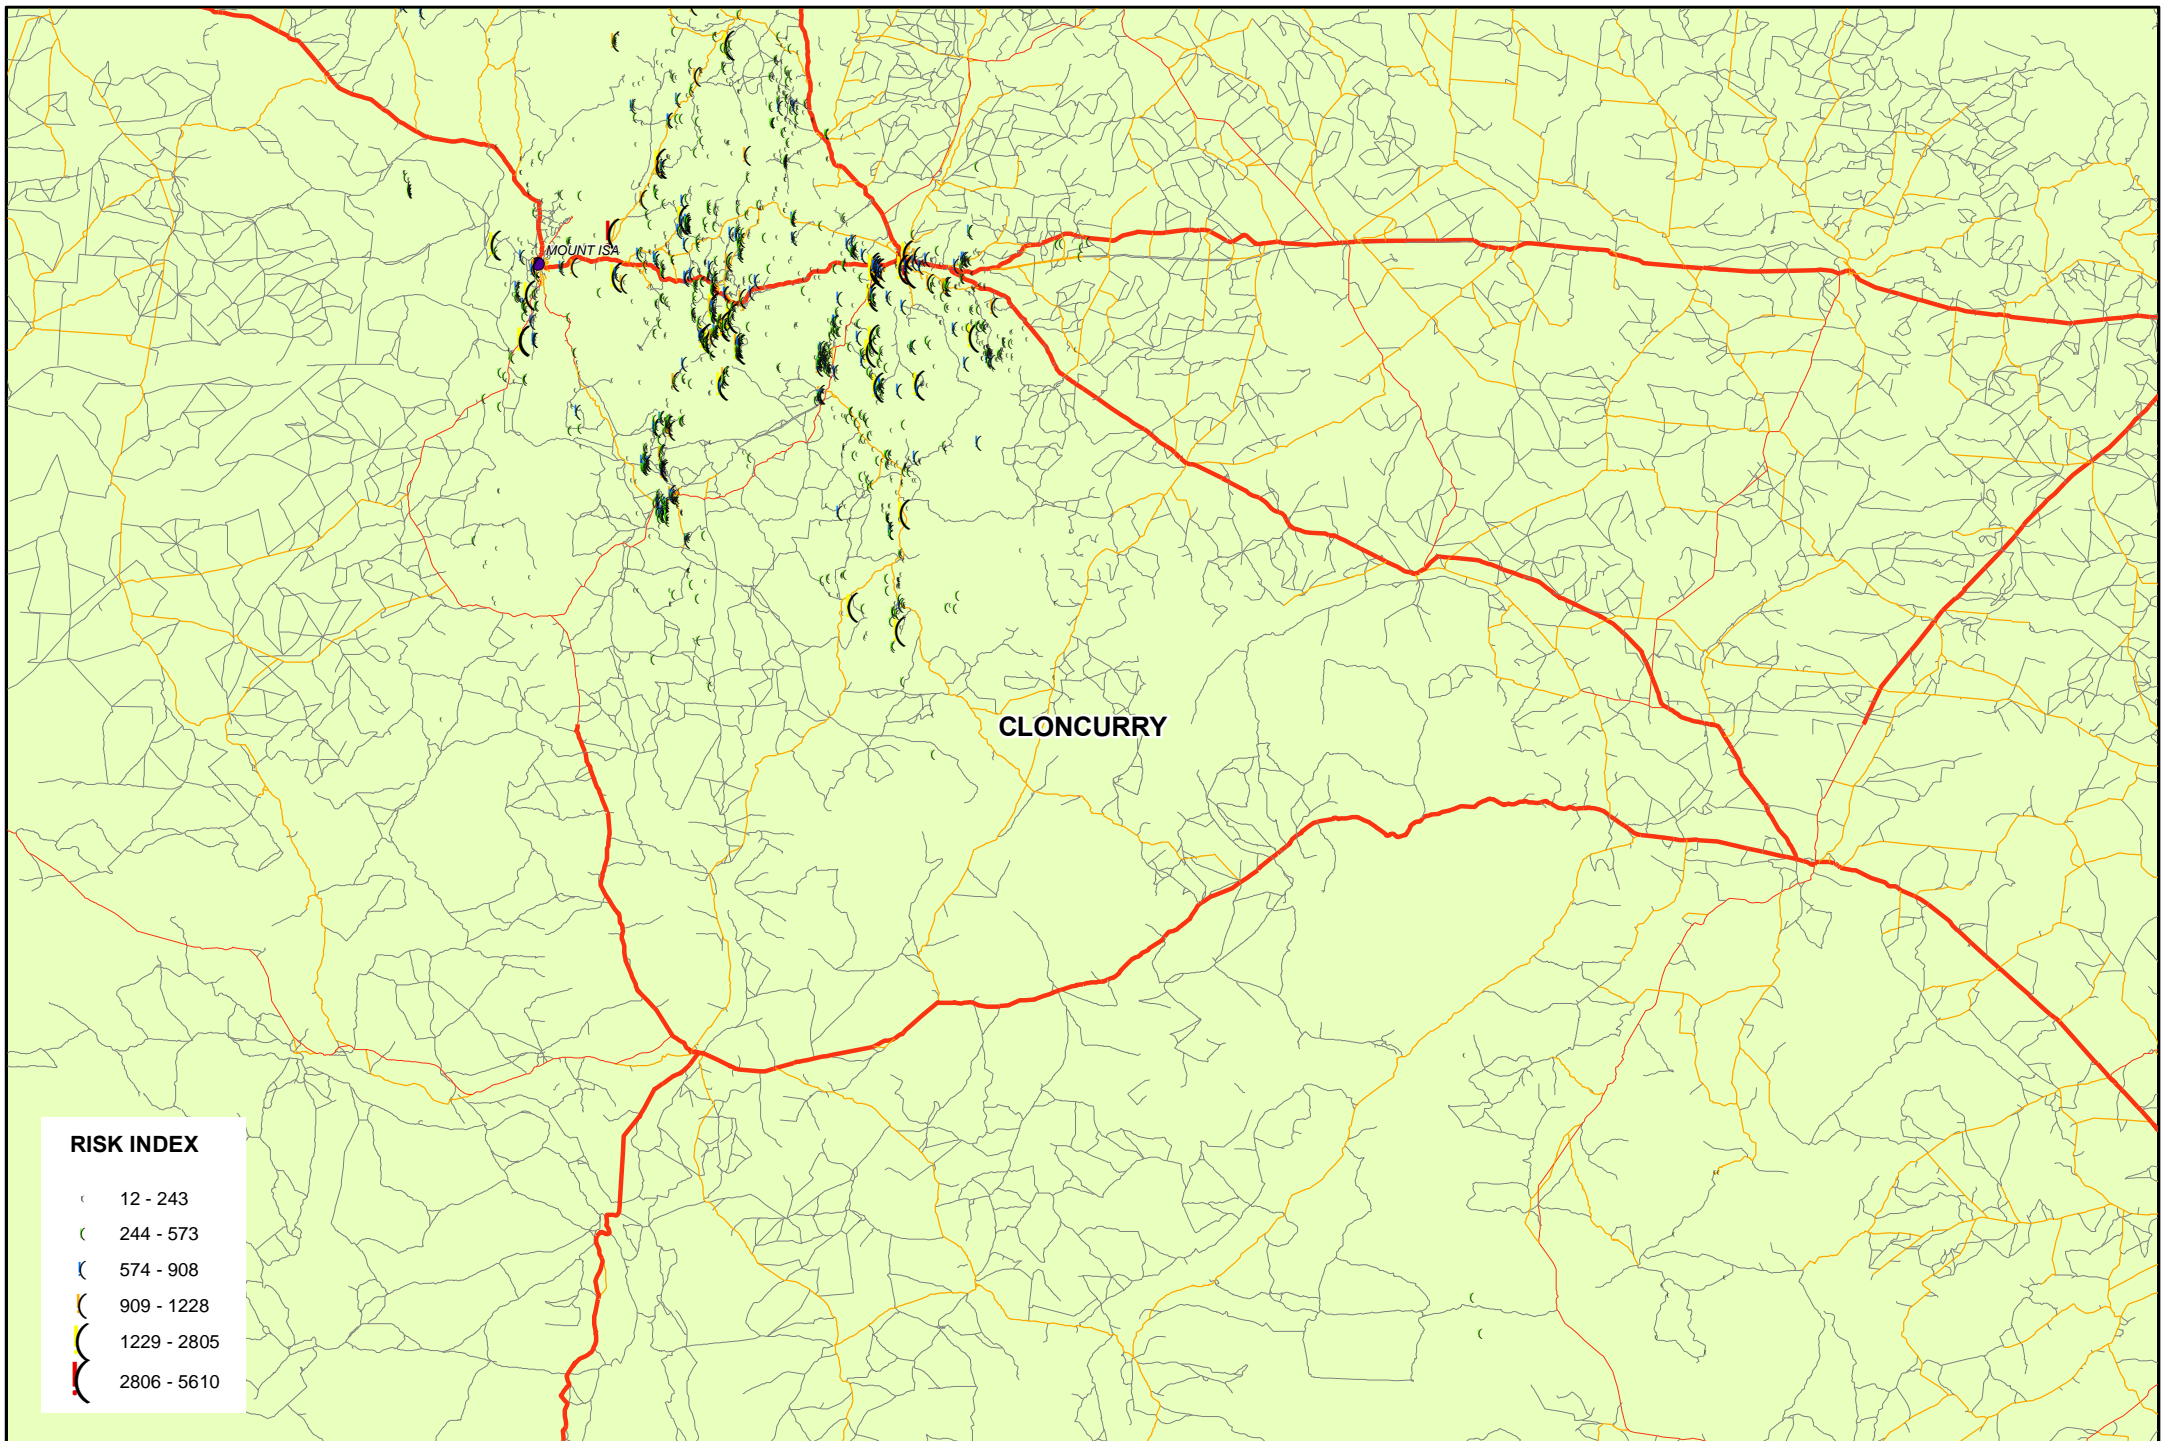 MOUNT ISA
CLONCURRY
RISK INDEX
12 - 243
244 - 573
574 - 908
909 - 1228
1229 - 2805
2806 - 5610